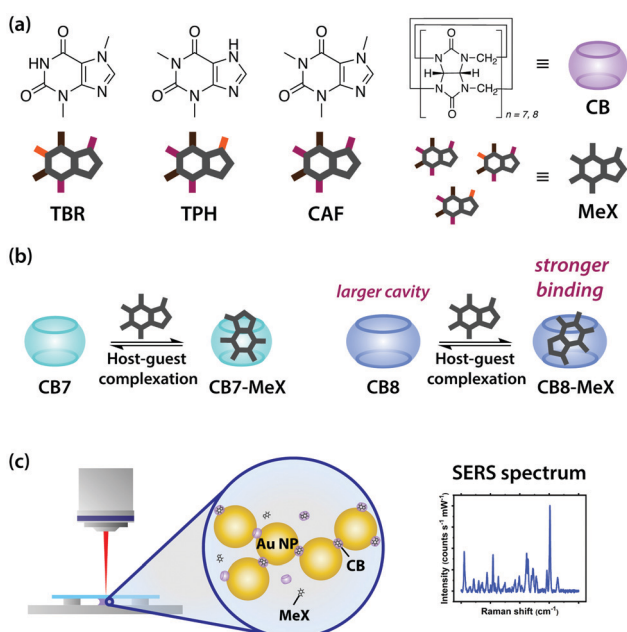 (a)
O
HN
N
O
N
N
O
N
H
N
O
N
N
O
N
N
O
N
N
O
N
N
CH₂
H
H
N
N
CH₂
O
n = 7, 8
≡
CB
TBR
TPH
CAF
≡
MeX
(b)
larger cavity
stronger
binding
CB7
Host-guest
complexation
CB7-MeX
CB8
Host-guest
complexation
CB8-MeX
(c)
SERS spectrum
Au NP
CB
MeX
Intensity (counts s⁻¹ mW⁻¹)
Raman shift (cm⁻¹)